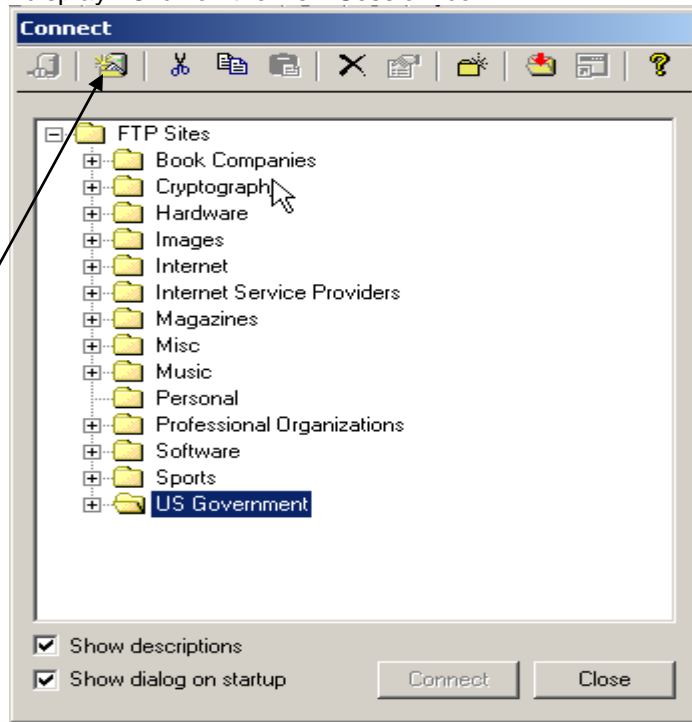 Connect
FTP Sites
Book Companies
Cryptograph
Hardware
Images
Internet
Internet Service Providers
Magazines
Misc
Music
Personal
Professional Organizations
Software
Sports
US Government
Show descriptions
Show dialog on startup
Connect
Close